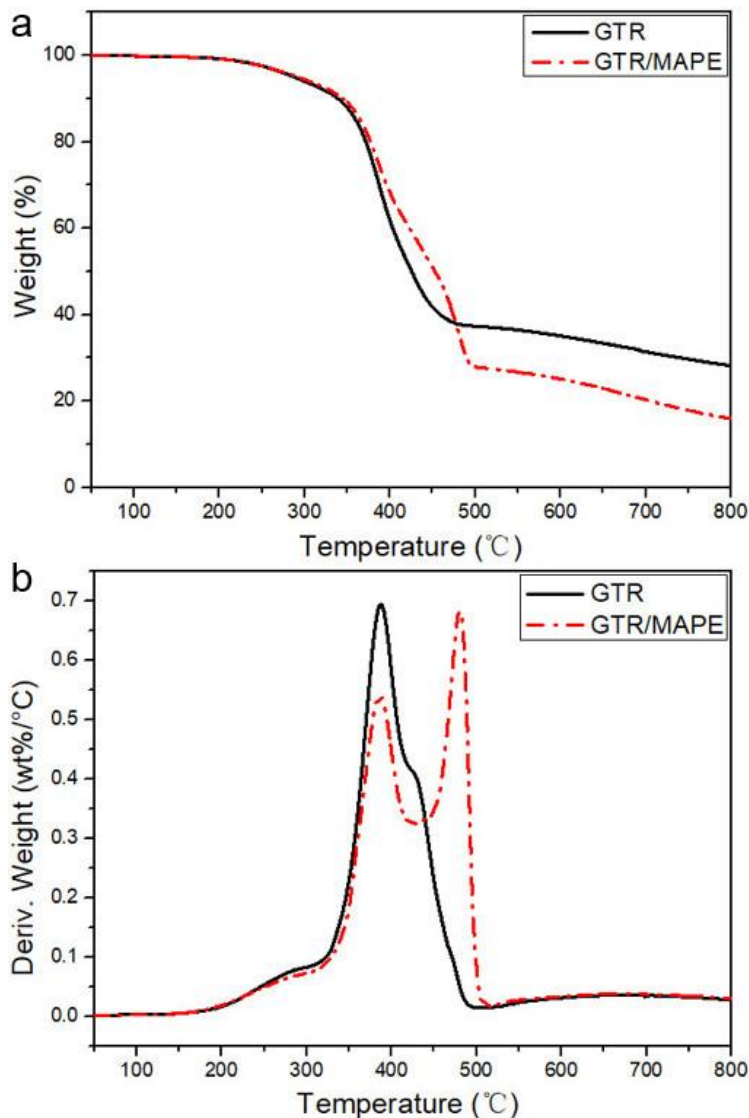 a
GTR
GTR/MAPE
Weight (%)
100
80
60
40
20
0
100 200 300 400 500 600 700 800
Temperature (℃)
b
GTR
GTR/MAPE
Deriv. Weight (wt%/°C)
0.7
0.6
0.5
0.4
0.3
0.2
0.1
0.0
100 200 300 400 500 600 700 800
Temperature (℃)